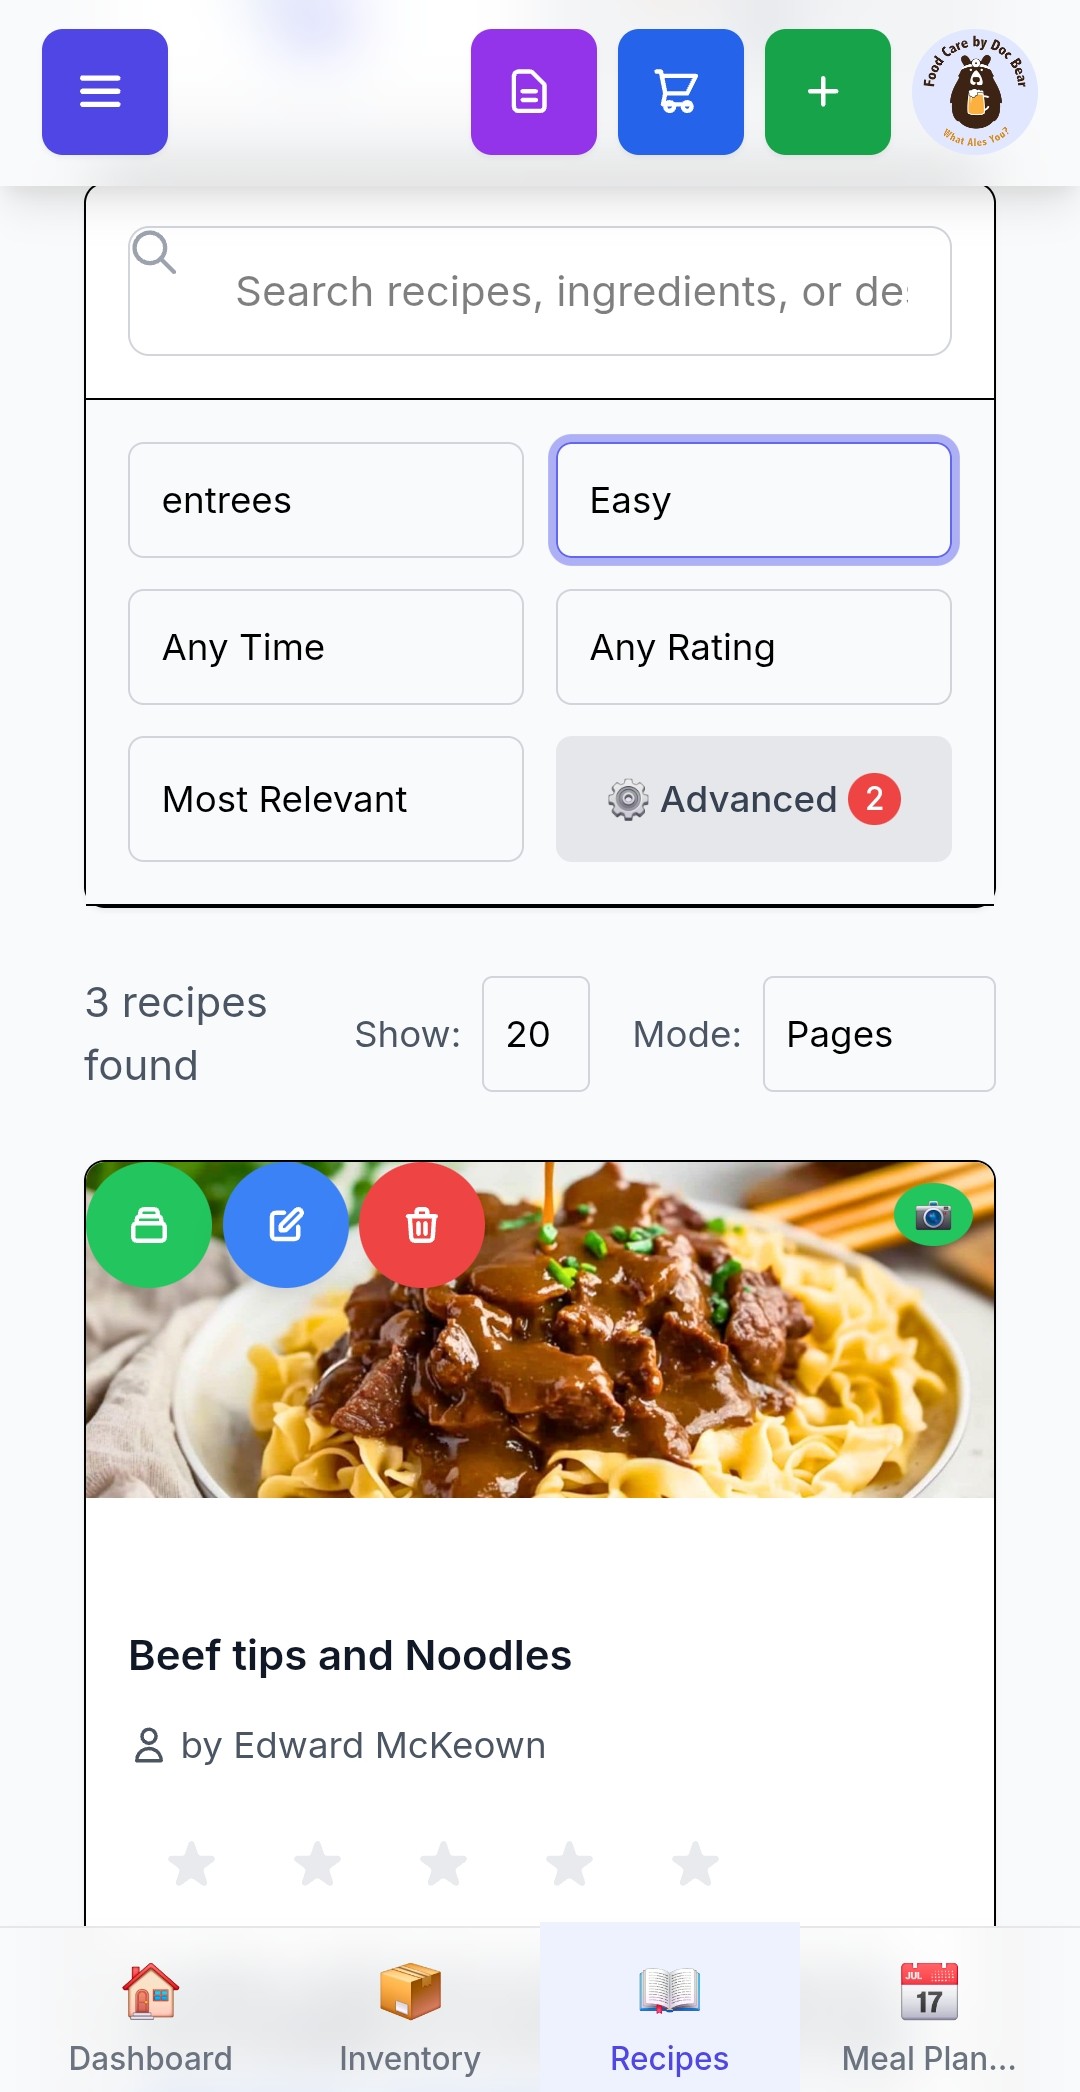 Food Care by Doc Bear
What Ales You?
Search recipes, ingredients, or des
entrees
Easy
Any Time
Any Rating
Most Relevant
Advanced 2
3 recipes found
Show: 20
Mode: Pages
Beef tips and Noodles
by Edward McKeown
Dashboard
Inventory
Recipes
JUL
17
Meal Plan...